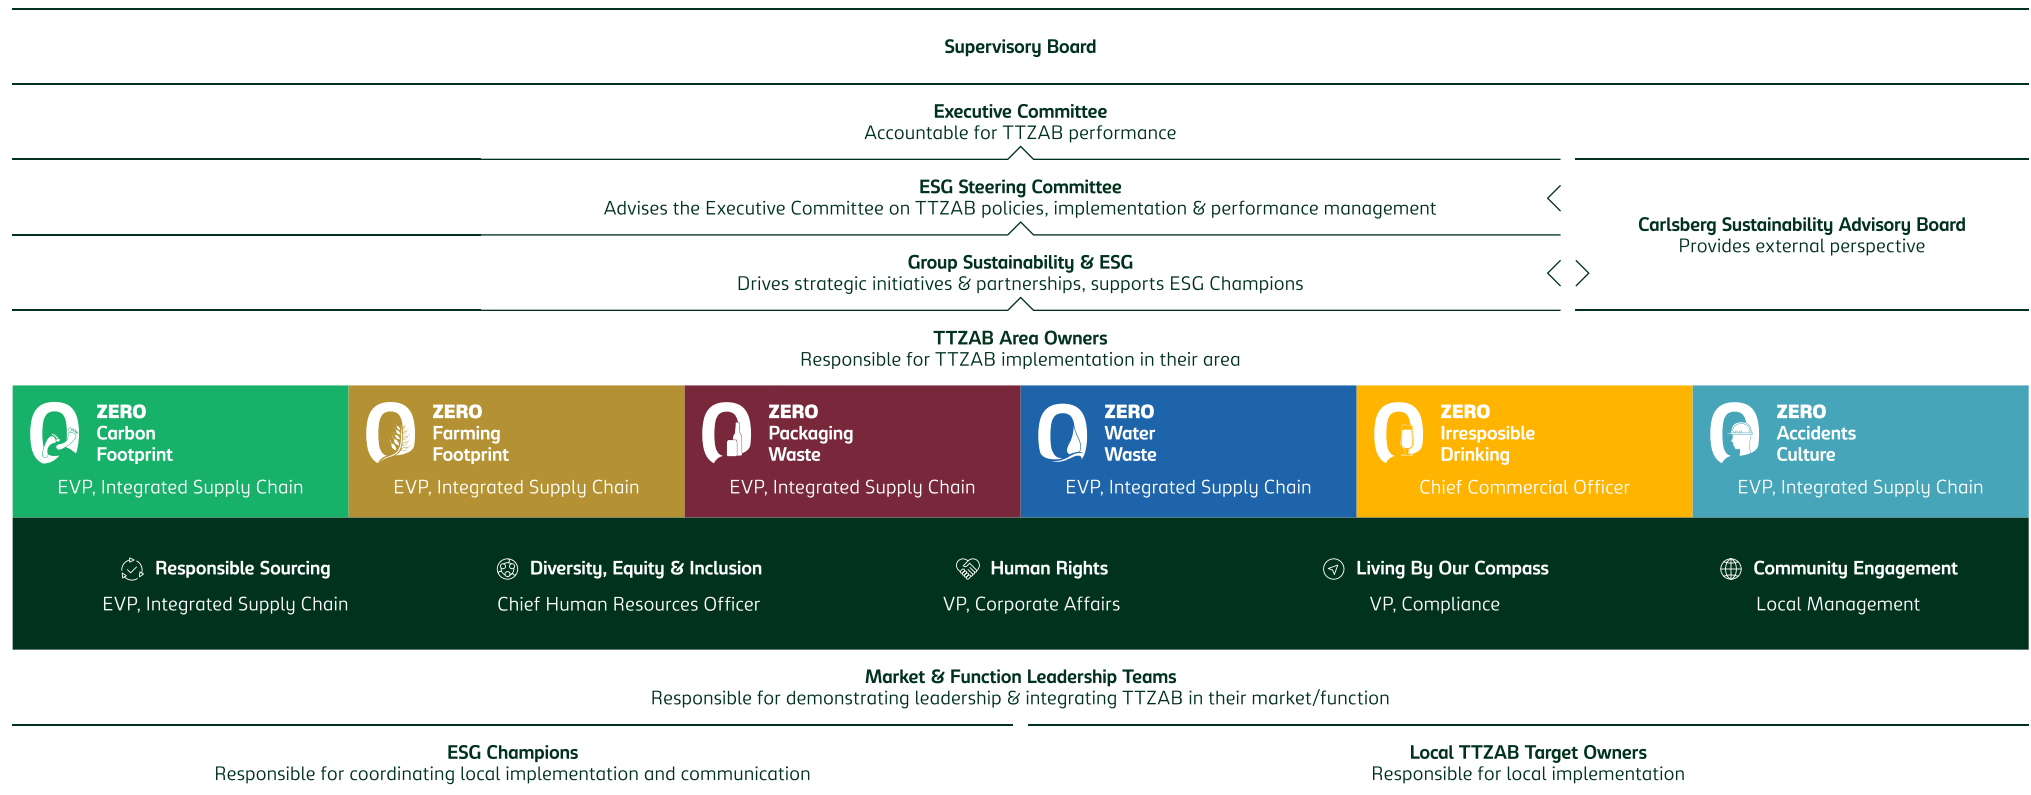 Supervisory Board
Executive Committee
Accountable for TTZAB performance
ESG Steering Committee
Advises the Executive Committee on TTZAB policies, implementation & performance management
Carlsberg Sustainability Advisory Board
Provides external perspective
Group Sustainability & ESG
Drives strategic initiatives & partnerships, supports ESG Champions
TTZAB Area Owners
Responsible for TTZAB implementation in their area
ZERO
Carbon
Footprint
EVP, Integrated Supply Chain
ZERO
Farming
Footprint
EVP, Integrated Supply Chain
ZERO
Packaging
Waste
EVP, Integrated Supply Chain
ZERO
Water
Waste
EVP, Integrated Supply Chain
ZERO
Irresposible
Drinking
Chief Commercial Officer
ZERO
Accidents
Culture
EVP, Integrated Supply Chain
Responsible Sourcing
EVP, Integrated Supply Chain
Diversity, Equity & Inclusion
Chief Human Resources Officer
Human Rights
VP, Corporate Affairs
Living By Our Compass
VP, Compliance
Community Engagement
Local Management
Market & Function Leadership Teams
Responsible for demonstrating leadership & integrating TTZAB in their market/function
ESG Champions
Responsible for coordinating local implementation and communication
Local TTZAB Target Owners
Responsible for local implementation